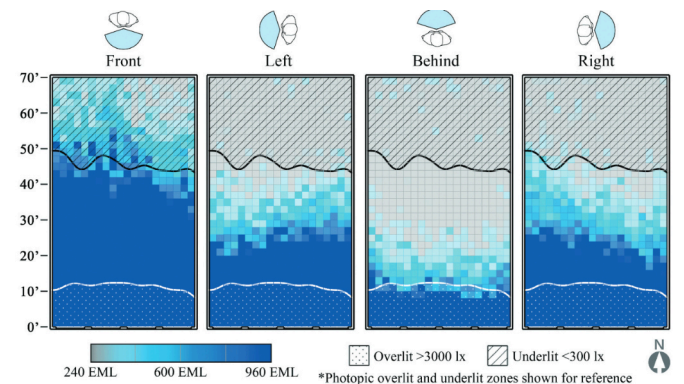 Front
Left
Behind
Right
70'
60'
50'
40'
30'
20'
10'
0'
240 EML
600 EML
960 EML
Overlit >3000 lx
Underlit <300 lx
*Photopic overlit and underlit zones shown for reference
N